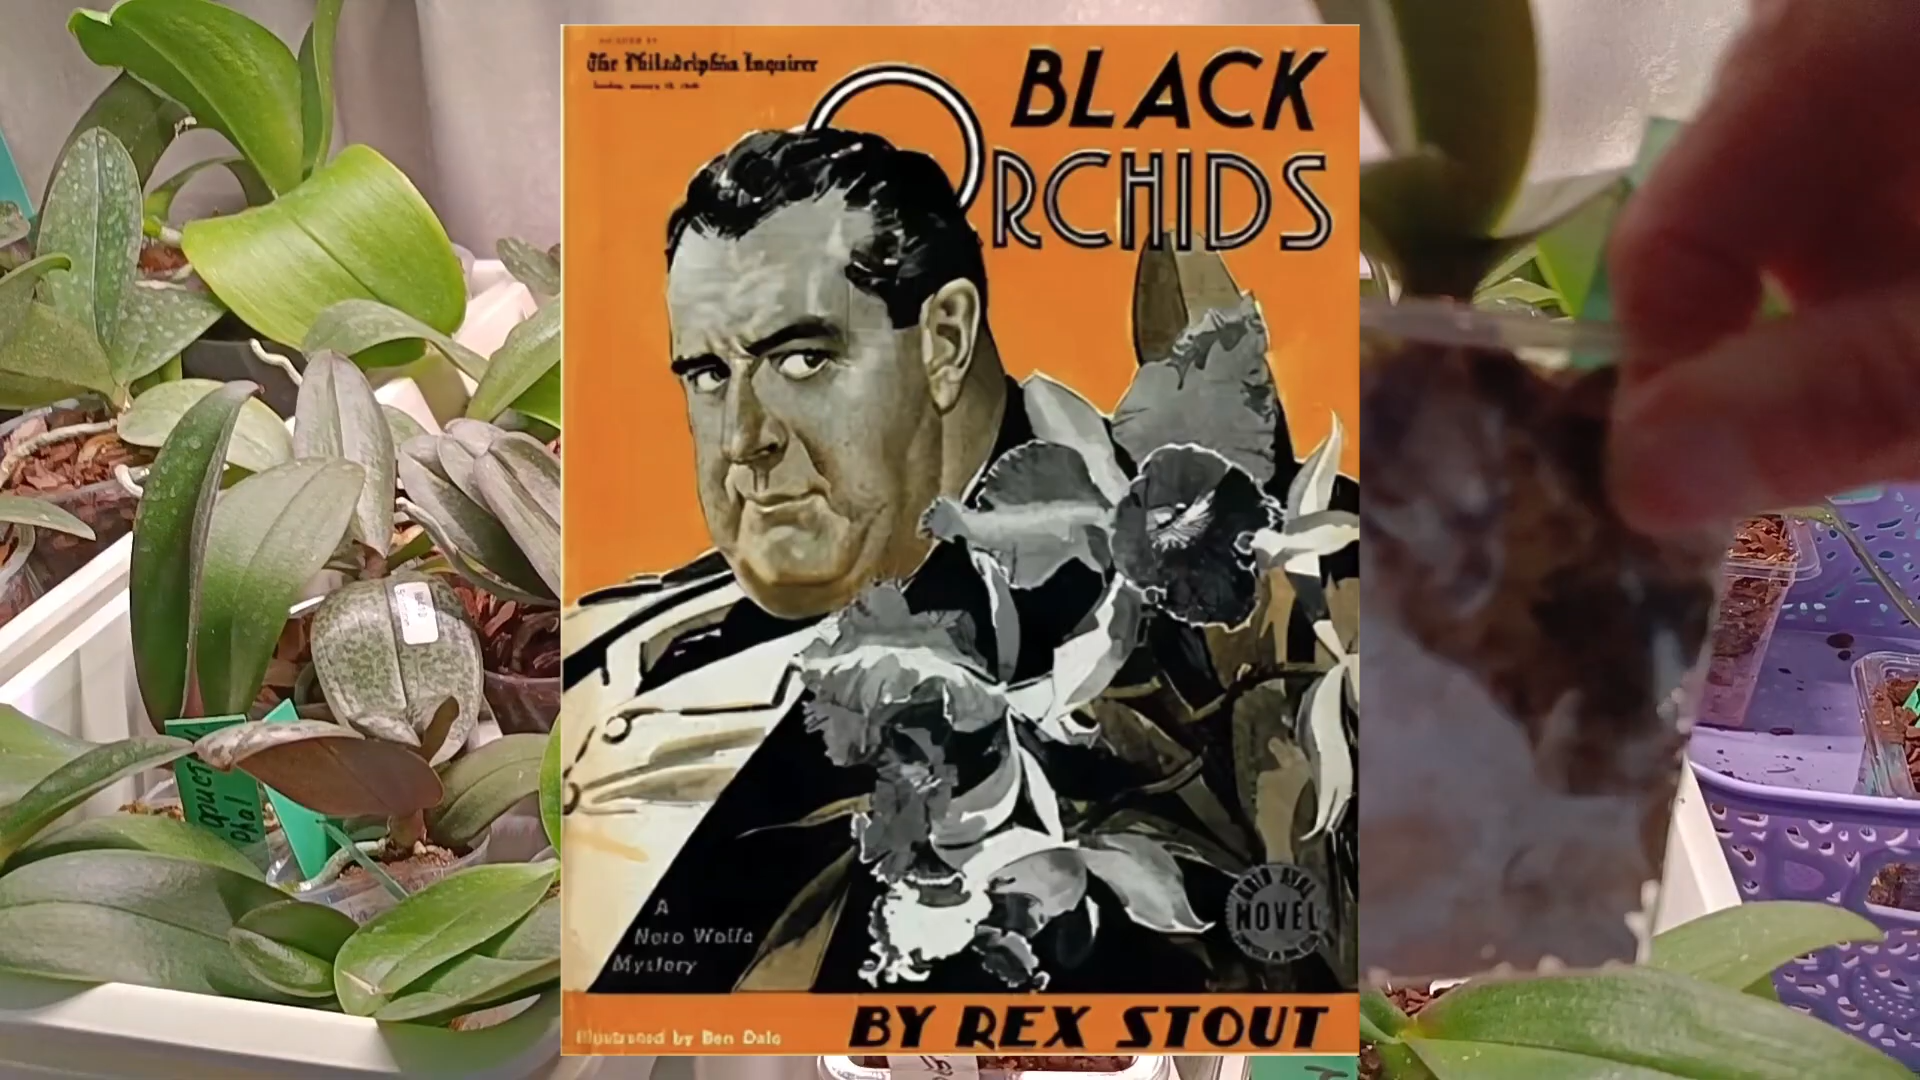 The Philadelphia Inquirer
BLACK
ORCHIDS
A
Nero Wolfe
Mystery
NOVEL
BY REX STOUT
Illustrated by Ben Dale
Phal